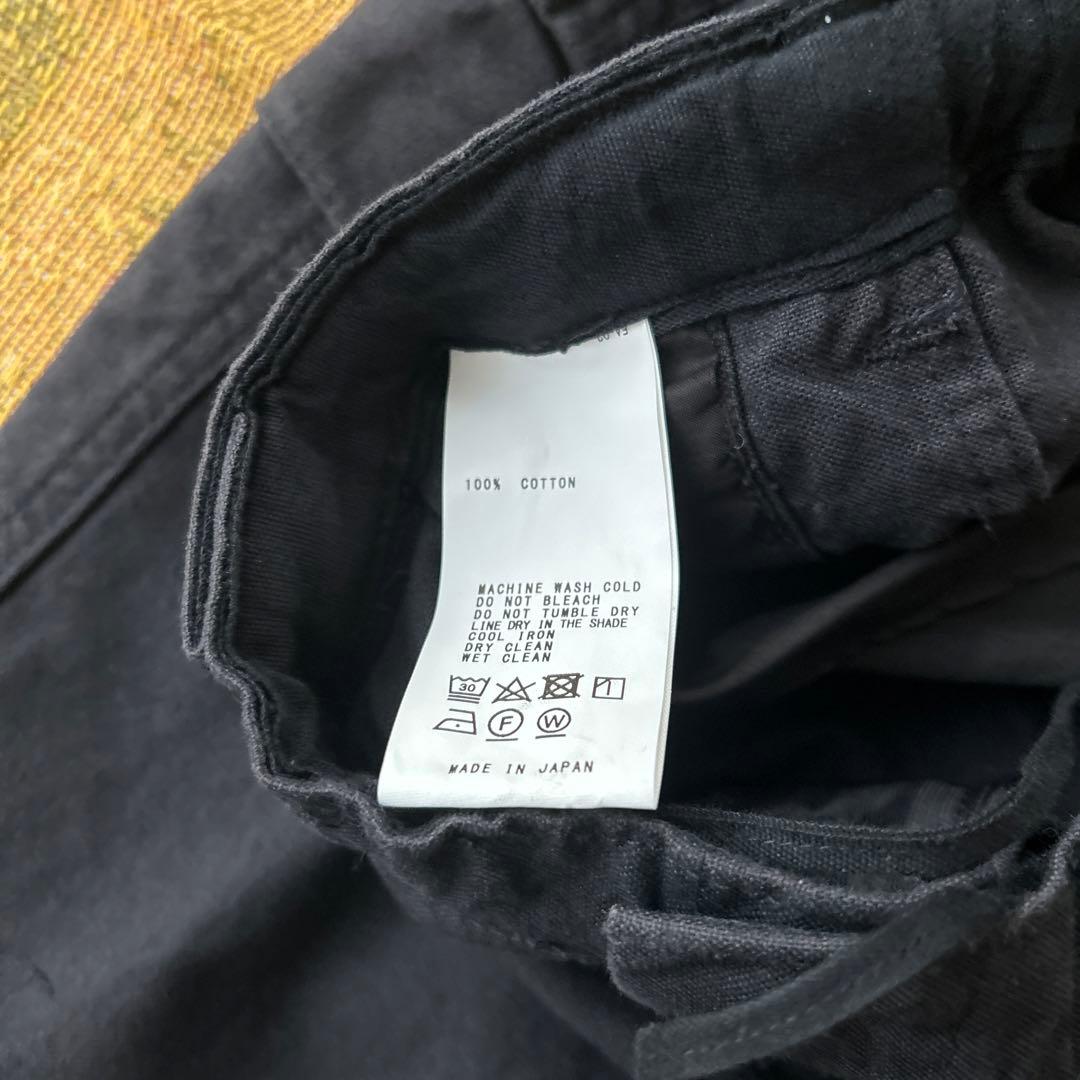 100% COTTON
MACHINE WASH COLD
DO NOT BLEACH
DO NOT TUMBLE DRY
LINE DRY IN THE SHADE
COOL IRON
DRY CLEAN
WET CLEAN
30
F W
MADE IN JAPAN